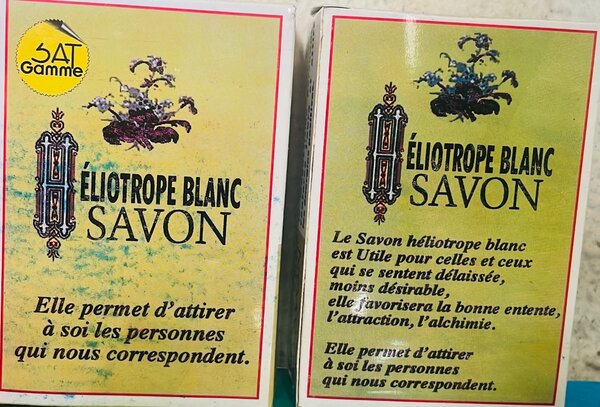 SAT
Gamme
HÉLIOTROPE BLANC
SAVON
Elle permet d'attirer
à soi les personnes
qui nous correspondent.
HÉLIOTROPE BLANC
SAVON
Le Savon héliotrope blanc
est Utile pour celles et ceux
qui se sentent délaissée,
moins désirable,
elle favorisera la bonne entente,
l'attraction, l'alchimie.
Elle permet d'attirer
à soi les personnes
qui nous correspondent.